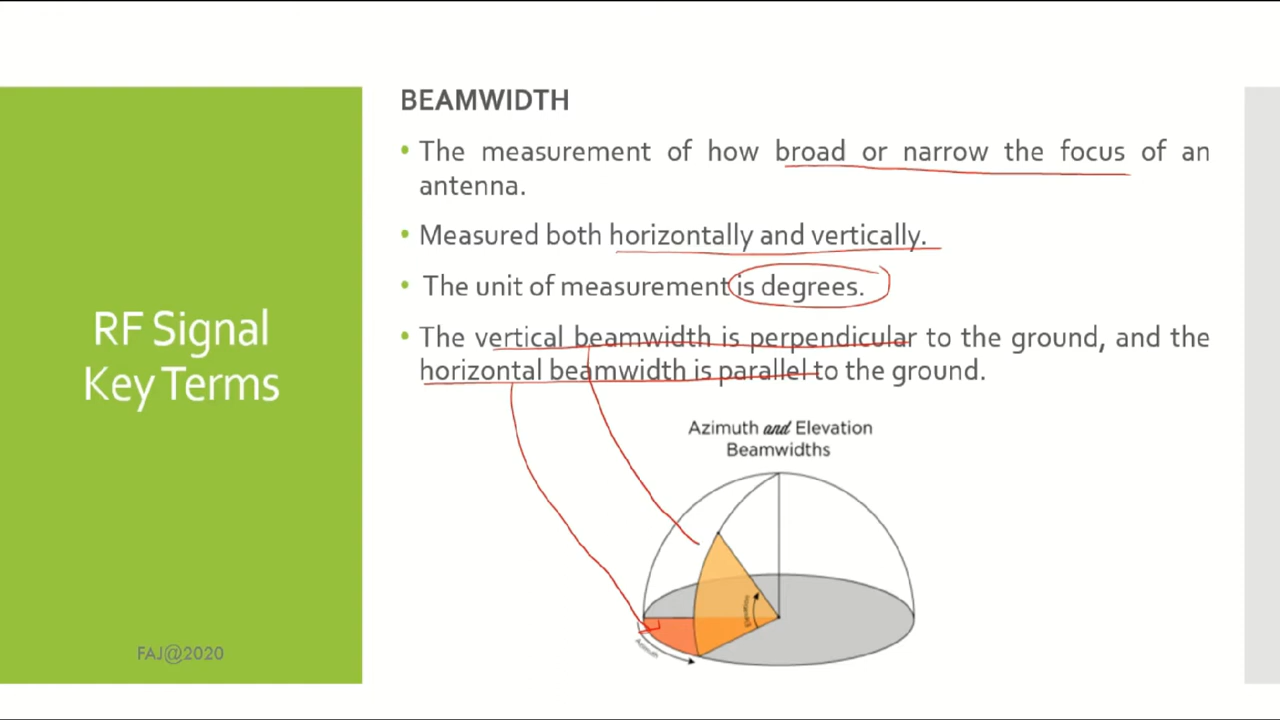 RF Signal
Key Terms
FAJ@2020
BEAMWIDTH
• The measurement of how broad or narrow the focus of an
antenna.
• Measured both horizontally and vertically.
• The unit of measurement is degrees.
• The vertical beamwidth is perpendicular to the ground, and the
horizontal beamwidth is parallel to the ground.
Azimuth and Elevation
Beamwidths
Elevation
Azimuth